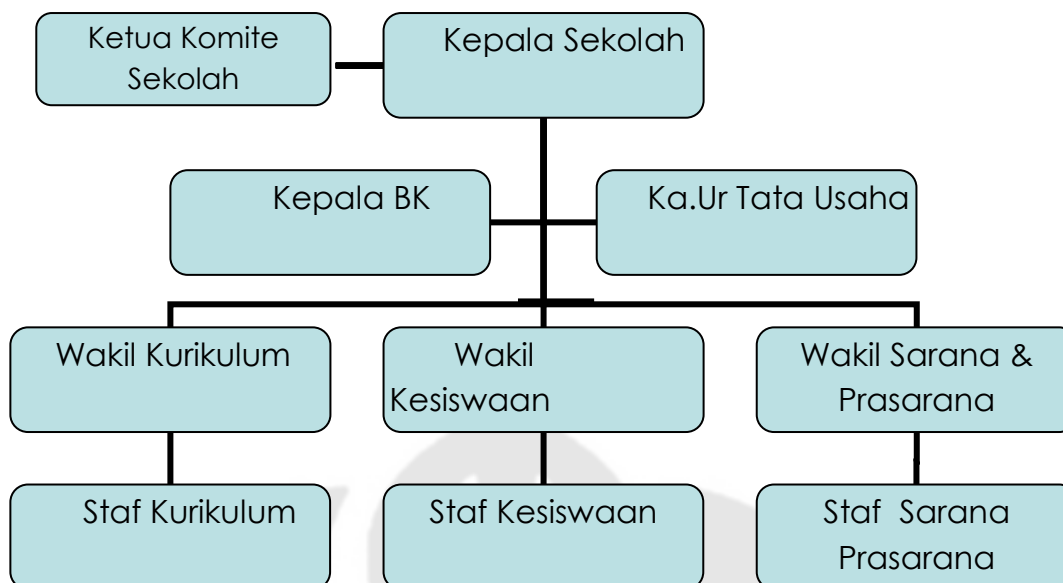 Ketua Komite
Sekolah
Kepala Sekolah
Kepala BK
Ka.Ur Tata Usaha
Wakil Kurikulum
Wakil
Kesiswaan
Wakil Sarana &
Prasarana
Staf Kurikulum
Staf Kesiswaan
Staf Sarana
Prasarana